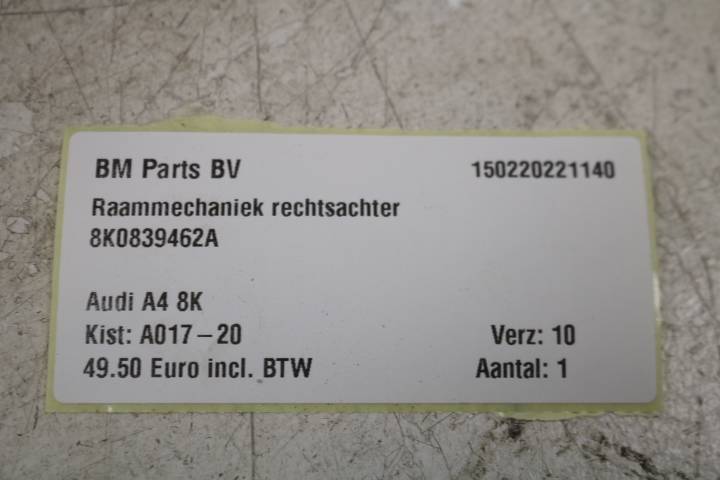 BM Parts BV 150220221140
Raammechaniek rechtsachter
8K0839462A
Audi A4 8K
Kist: A017-20 Verz: 10
49.50 Euro incl. BTW Aantal: 1